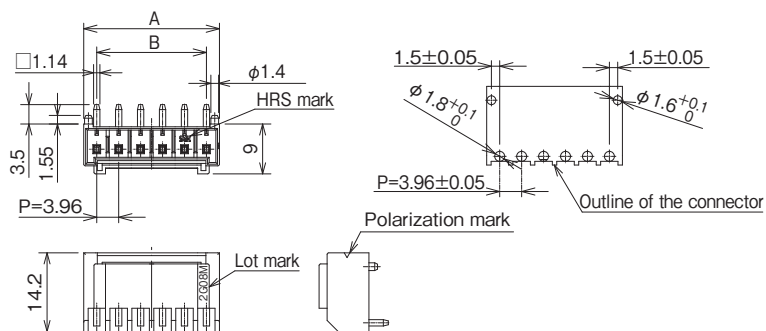 A
B
□1.14
φ1.4
HRS mark
3.5
1.55
9
P=3.96
1.5±0.05
1.5±0.05
φ1.8+0.1 0
φ1.6+0.1 0
P=3.96±0.05
Outline of the connector
Polarization mark
Lot mark
14.2
2G08M